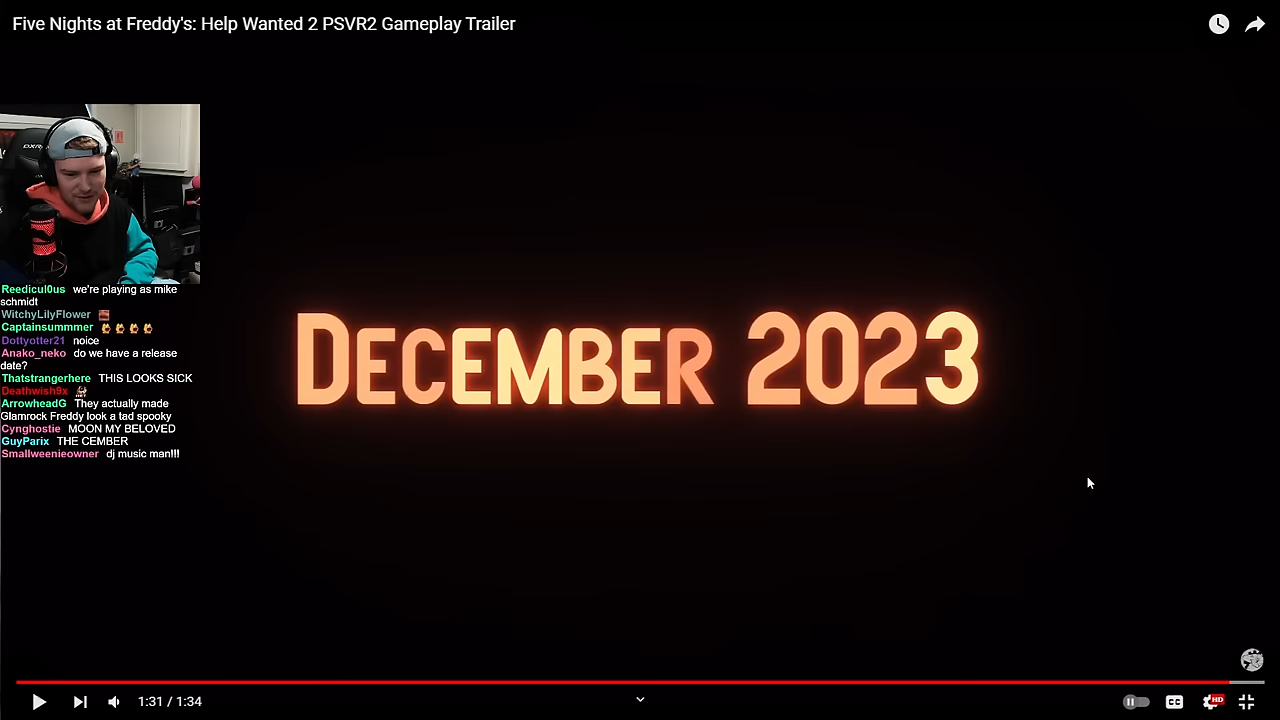 Five Nights at Freddy's: Help Wanted 2 PSVR2 Gameplay Trailer
Reedicul0us we're playing as mike
schmidt
WitchyLilyFlower
Captainsummmer
Dottyotter21 noice
Anako_neko do we have a release
date?
Thatstrangerhere THIS LOOKS SICK
Deathwish9x
ArrowheadG They actually made
Glamrock Freddy look a tad spooky
Cynghostie MOON MY BELOVED
GuyParix THE CEMBER
Smallweenieowner dj music man!!!
DECEMBER 2023
1:31 / 1:34
CC
HD